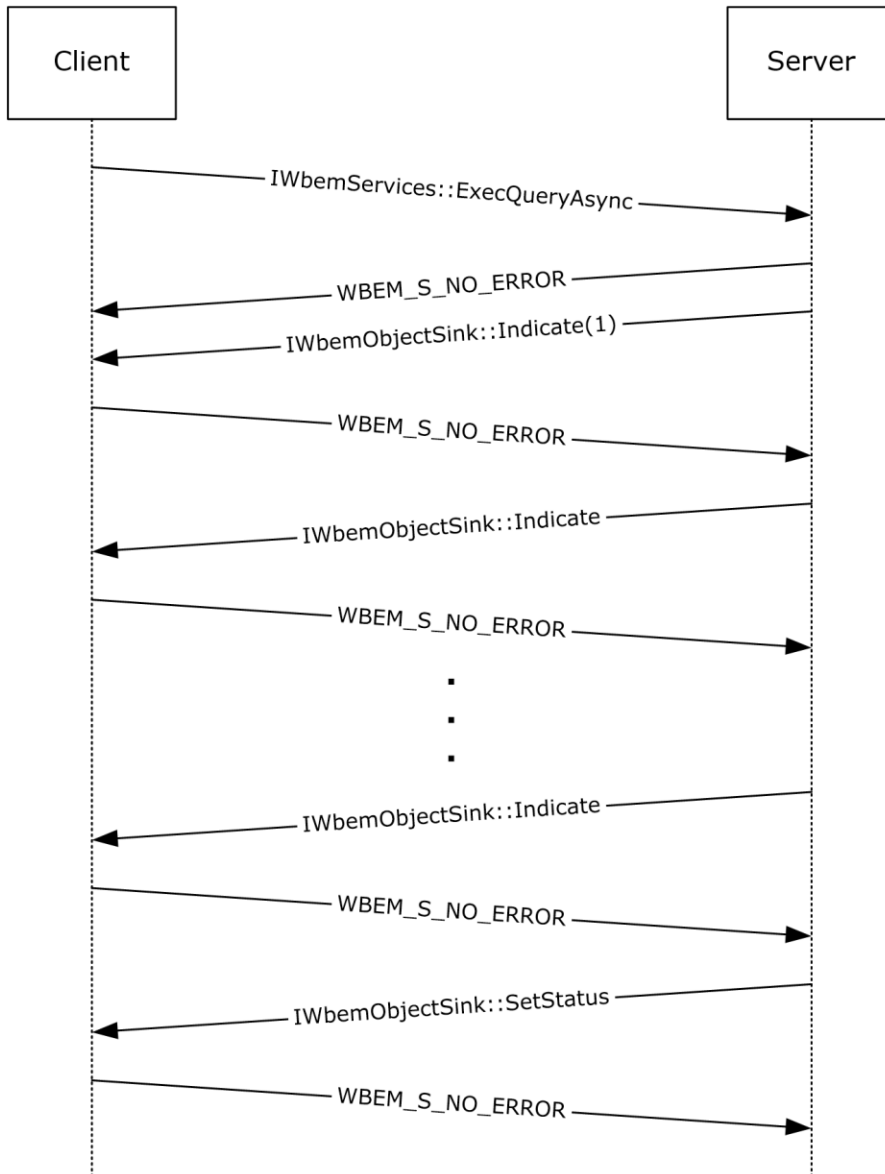 Client
Server
IWbemServices::ExecQueryAsync
WBEM_S_NO_ERROR
IWbemObjectSink::Indicate(1)
WBEM_S_NO_ERROR
IWbemObjectSink::Indicate
WBEM_S_NO_ERROR
IWbemObjectSink::Indicate
WBEM_S_NO_ERROR
IWbemObjectSink::SetStatus
WBEM_S_NO_ERROR